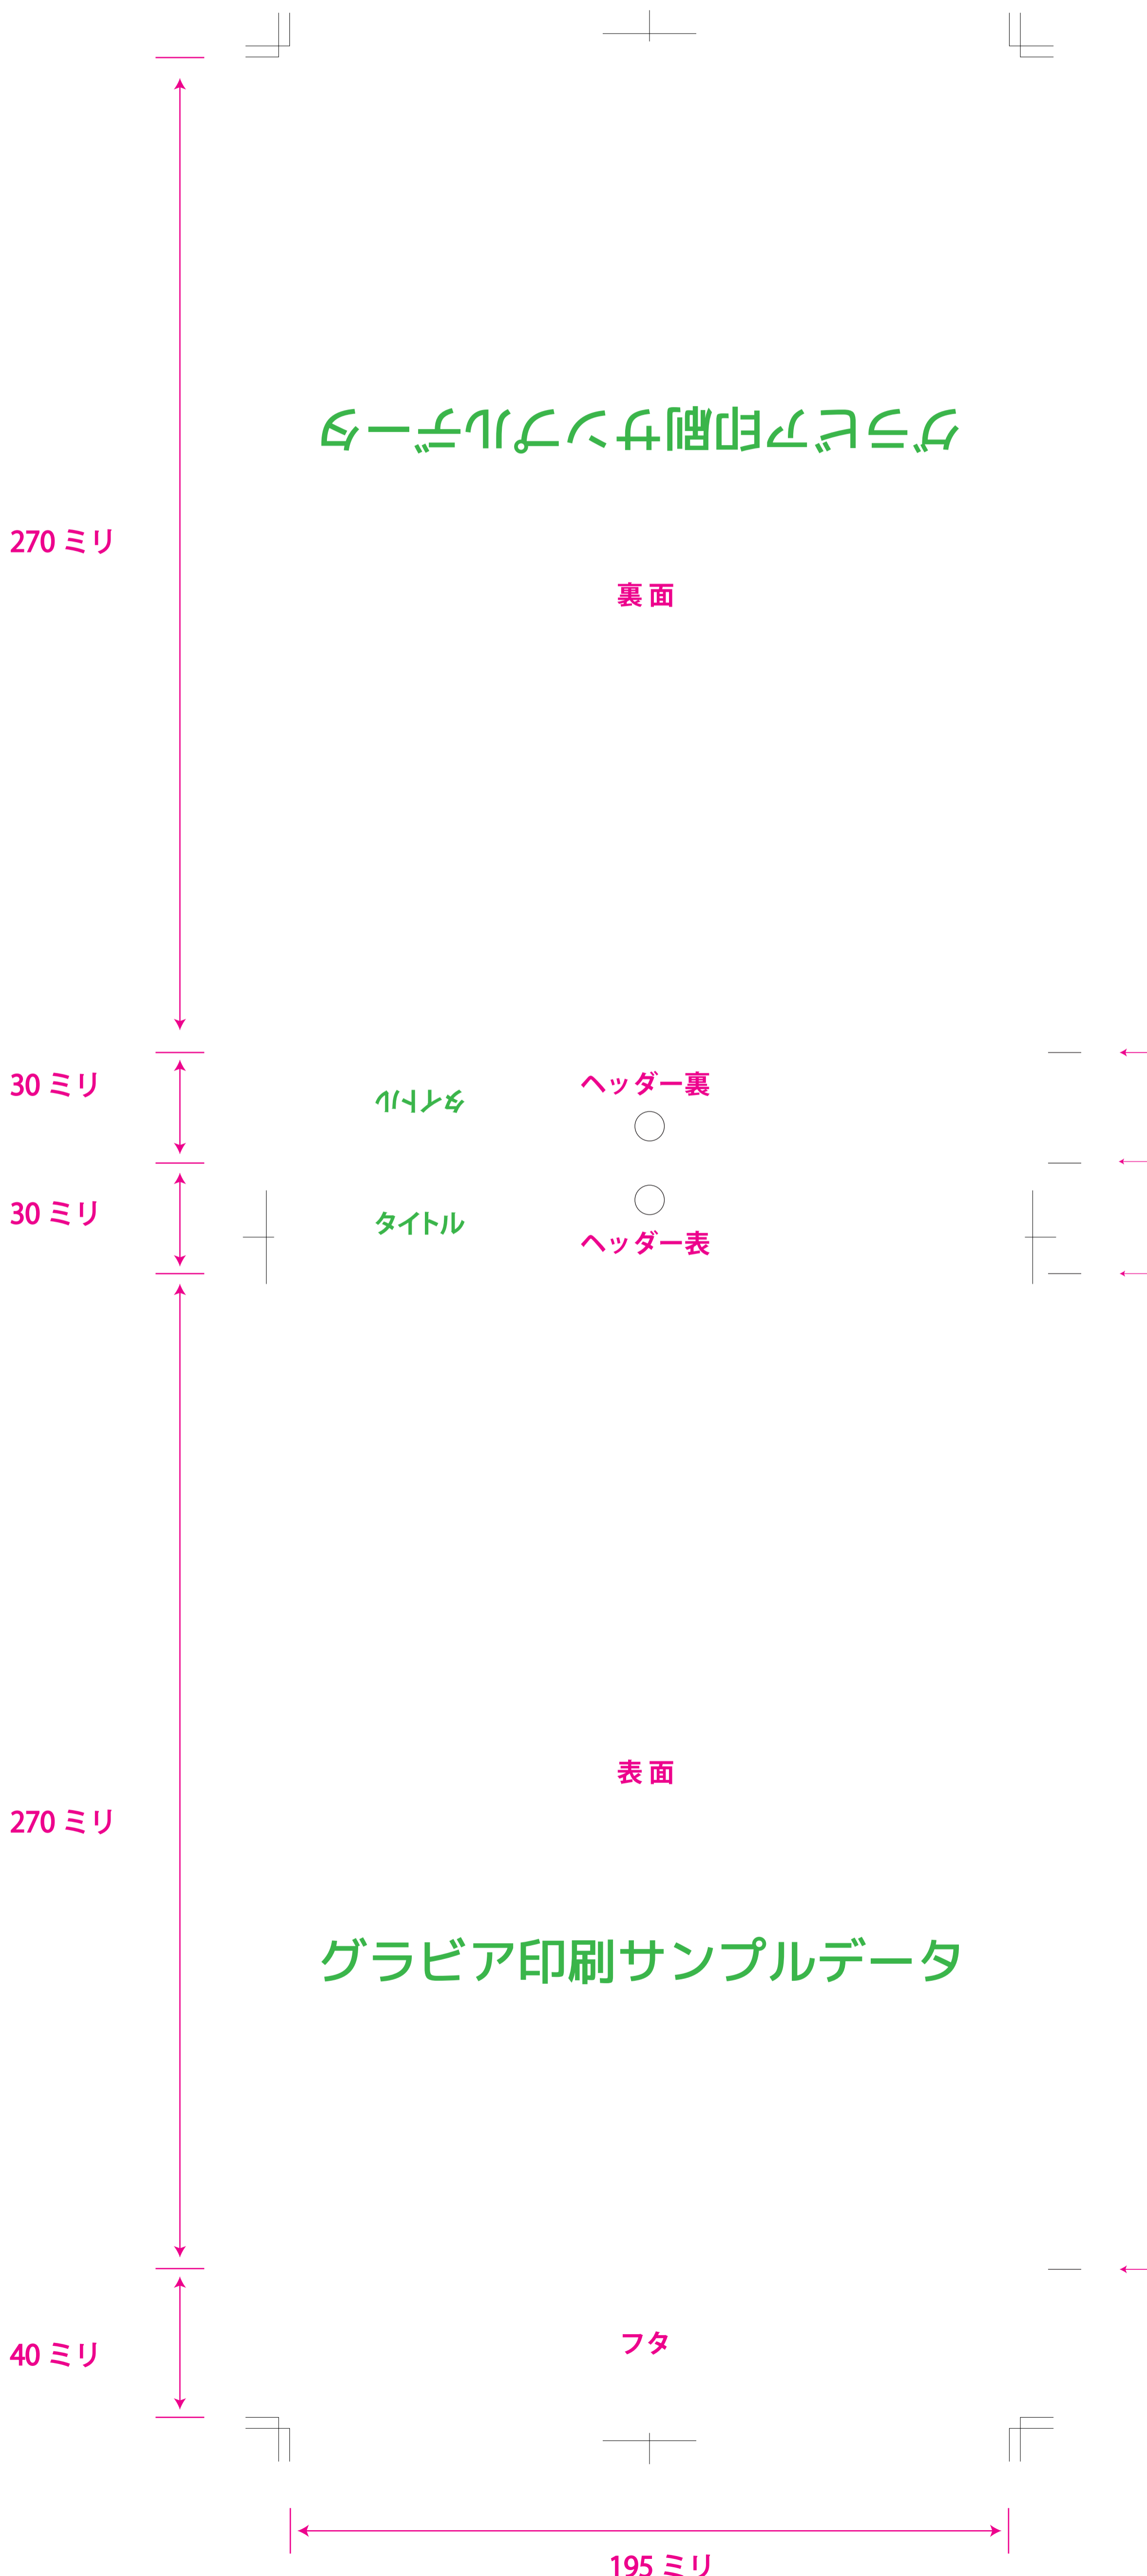 グラビア印刷サンプルデータ
270 ミリ
裏 面
30 ミリ
ヘッダー裏
タイトル
30 ミリ
タイトル
ヘッダー表
表 面
270 ミリ
グラビア印刷サンプルデータ
フタ
40 ミリ
195 ミリ